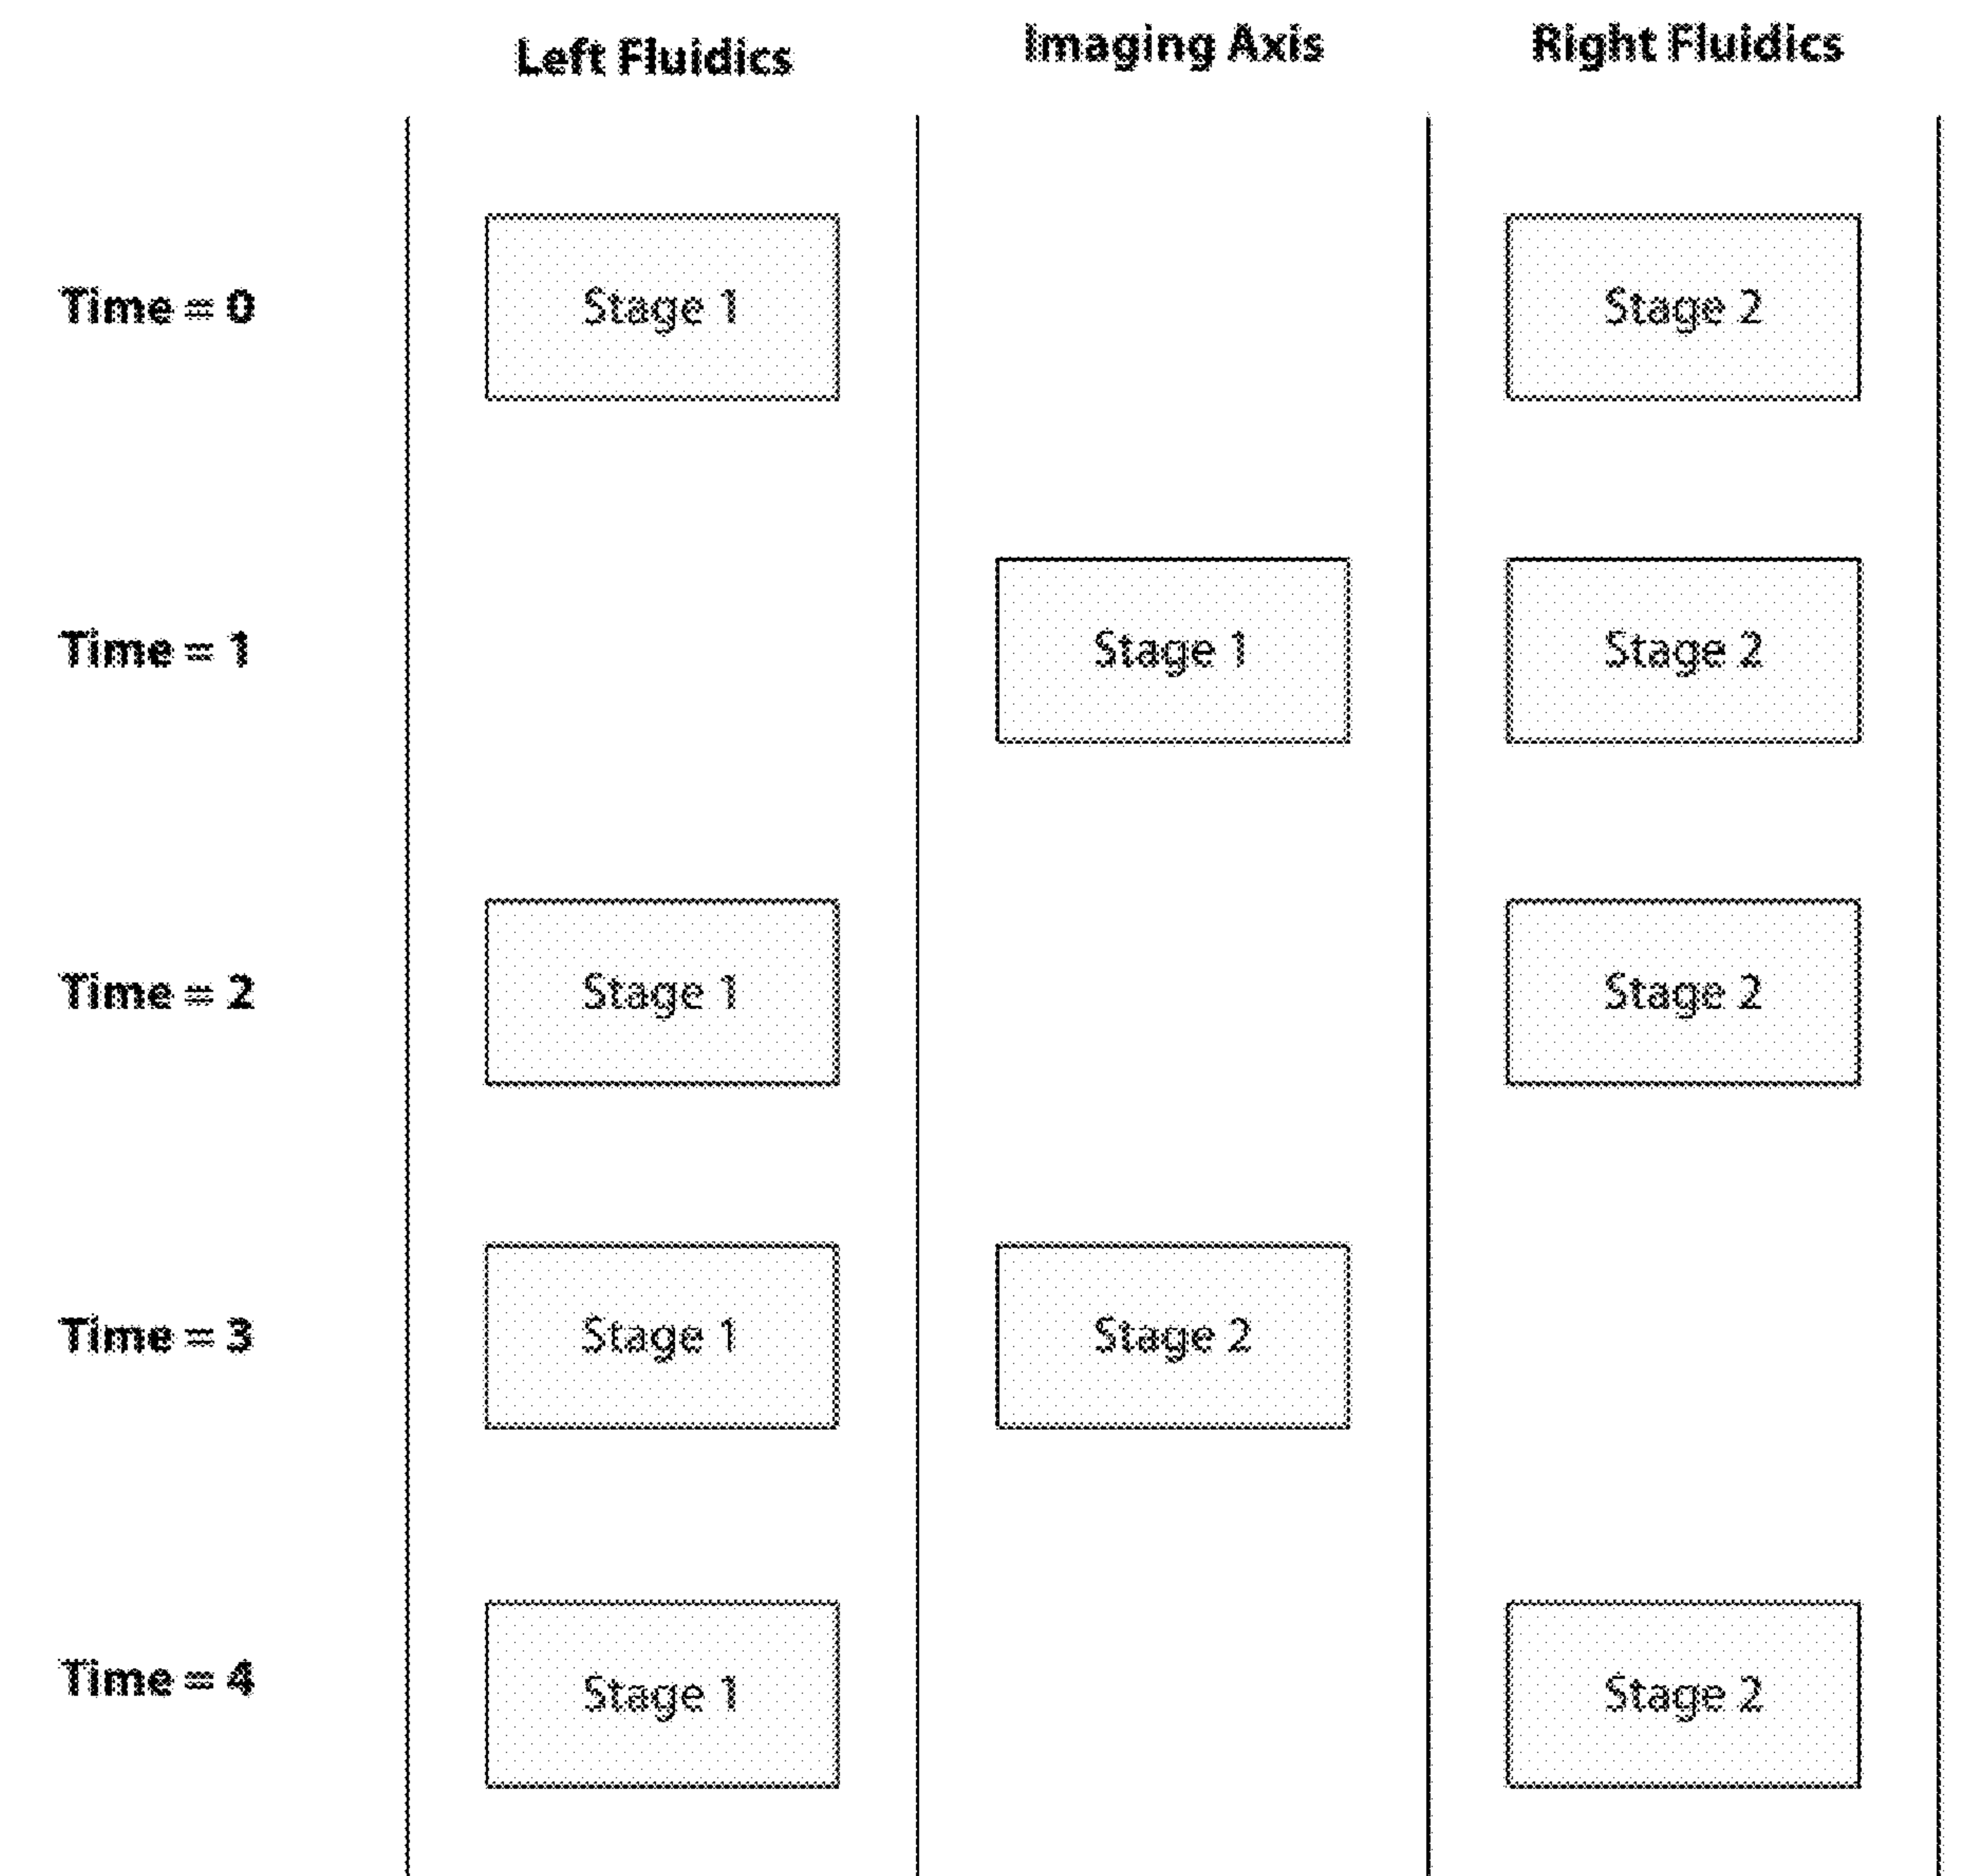 Left Fluidics Imaging Axis Right Fluidics
Time = 0 Stage 1 Stage 2
Time = 1 Stage 1 Stage 2
Time = 2 Stage 1 Stage 2
Time = 3 Stage 1 Stage 2
Time = 4 Stage 1 Stage 2